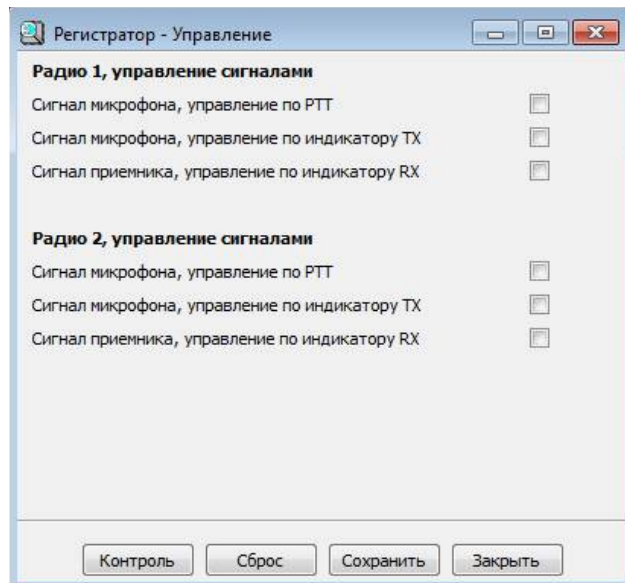 Регистратор - Управление
Радио 1, управление сигналами
Сигнал микрофона, управление по РТТ
Сигнал микрофона, управление по индикатору TX
Сигнал приемника, управление по индикатору RX
Радио 2, управление сигналами
Сигнал микрофона, управление по РТТ
Сигнал микрофона, управление по индикатору TX
Сигнал приемника, управление по индикатору RX
Контроль Сброс Сохранить Закрыть